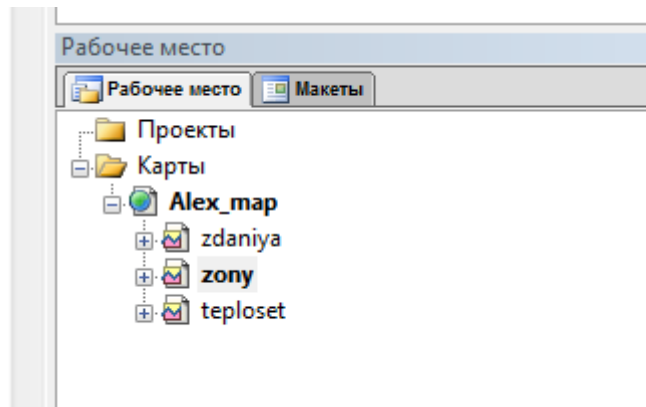 Рабочее место
Рабочее место Макеты
Проекты
Карты
Alex_map
zdaniya
zony
teploset